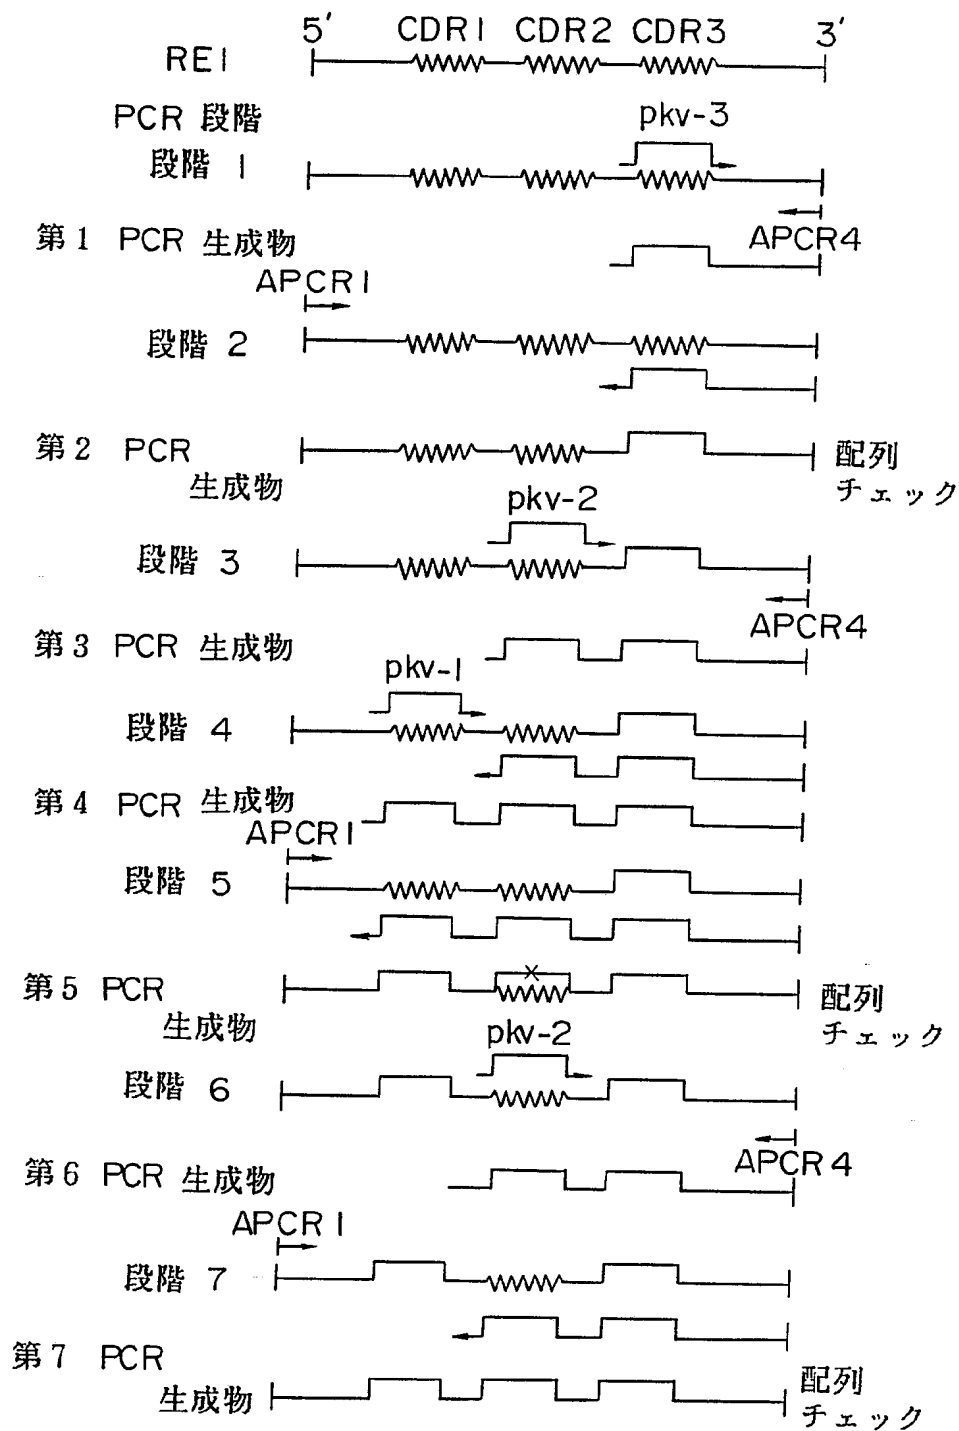 5′ CDR1 CDR2 CDR3 3′
RE1
PCR 段階
pkv-3
段階 1
第1 PCR 生成物
APCR4
APCR1
段階 2
第2 PCR
生成物
配列
チェック
pkv-2
段階 3
APCR4
第3 PCR 生成物
pkv-1
段階 4
第4 PCR 生成物
APCR1
段階 5
第5 PCR
生成物
×
配列
チェック
pkv-2
段階 6
APCR4
第6 PCR 生成物
APCR1
段階 7
第7 PCR
生成物
配列
チェック